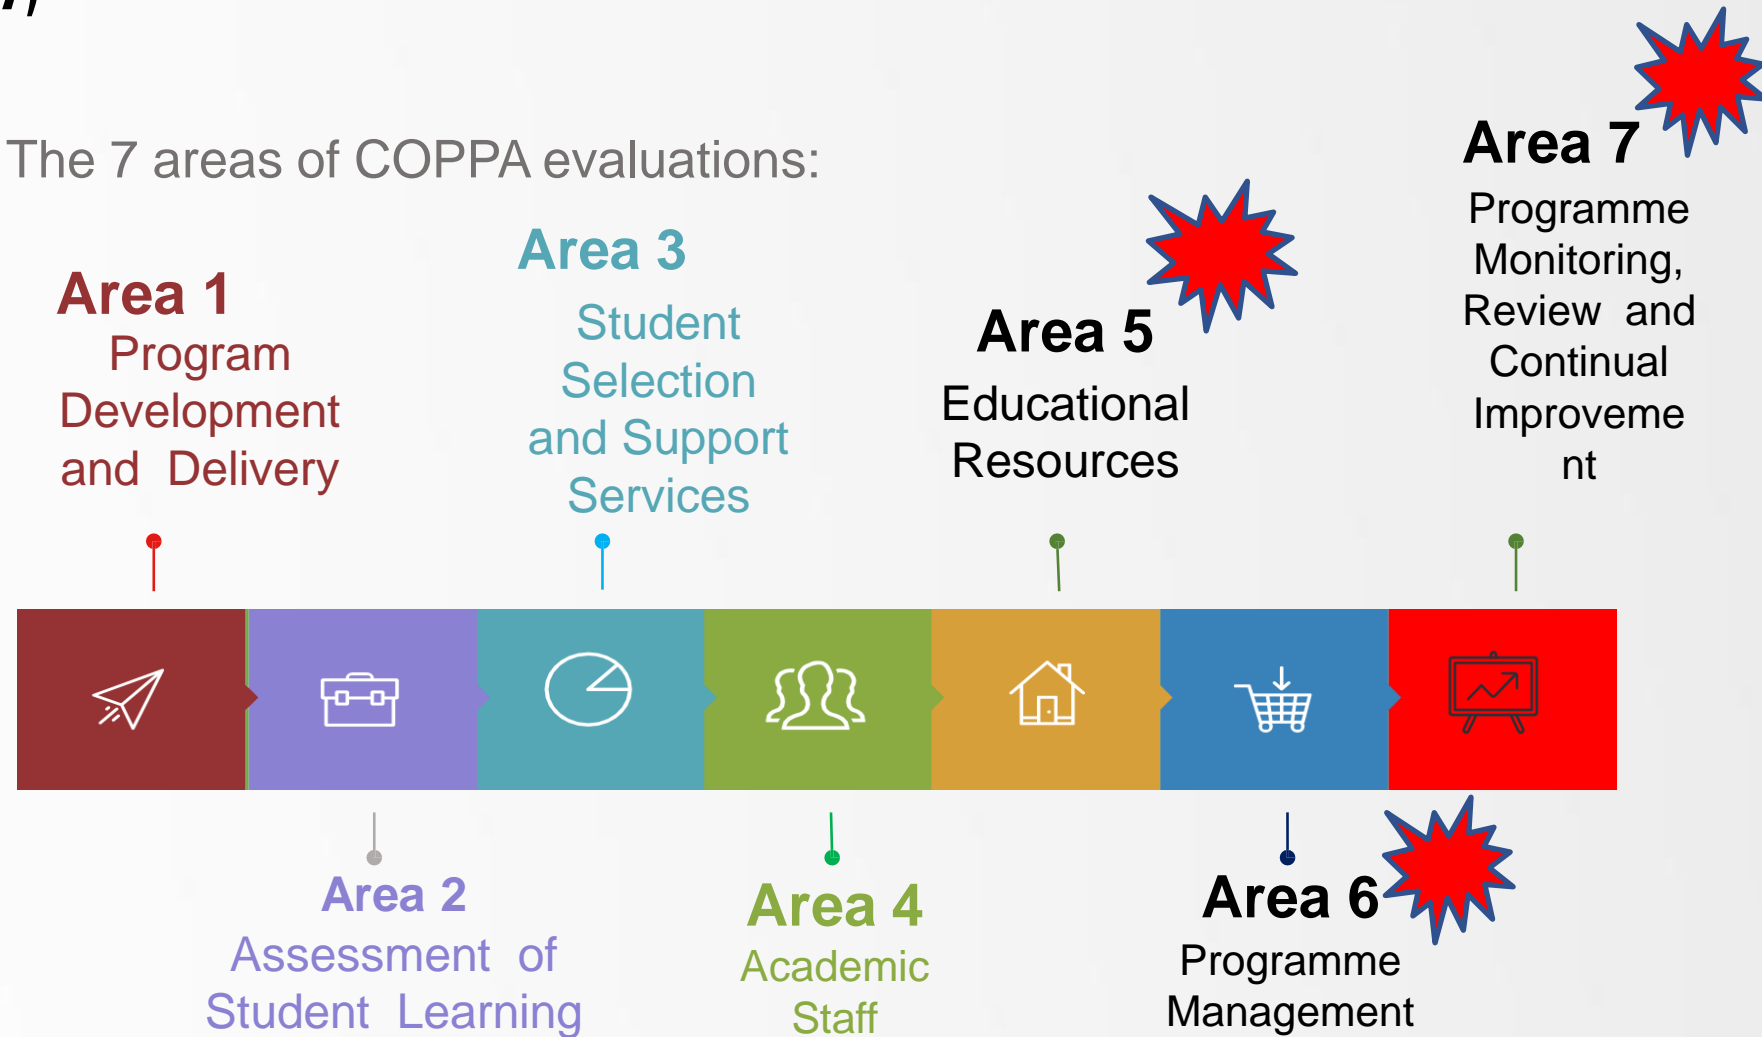 The 7 areas of COPPA evaluations:
Area 1
Program
Development
and Delivery
Area 3
Student
Selection
and Support
Services
Area 5
Educational
Resources
Area 7
Programme
Monitoring,
Review and
Continual
Improveme
nt
Area 2
Assessment of
Student Learning
Area 4
Academic
Staff
Area 6
Programme
Management